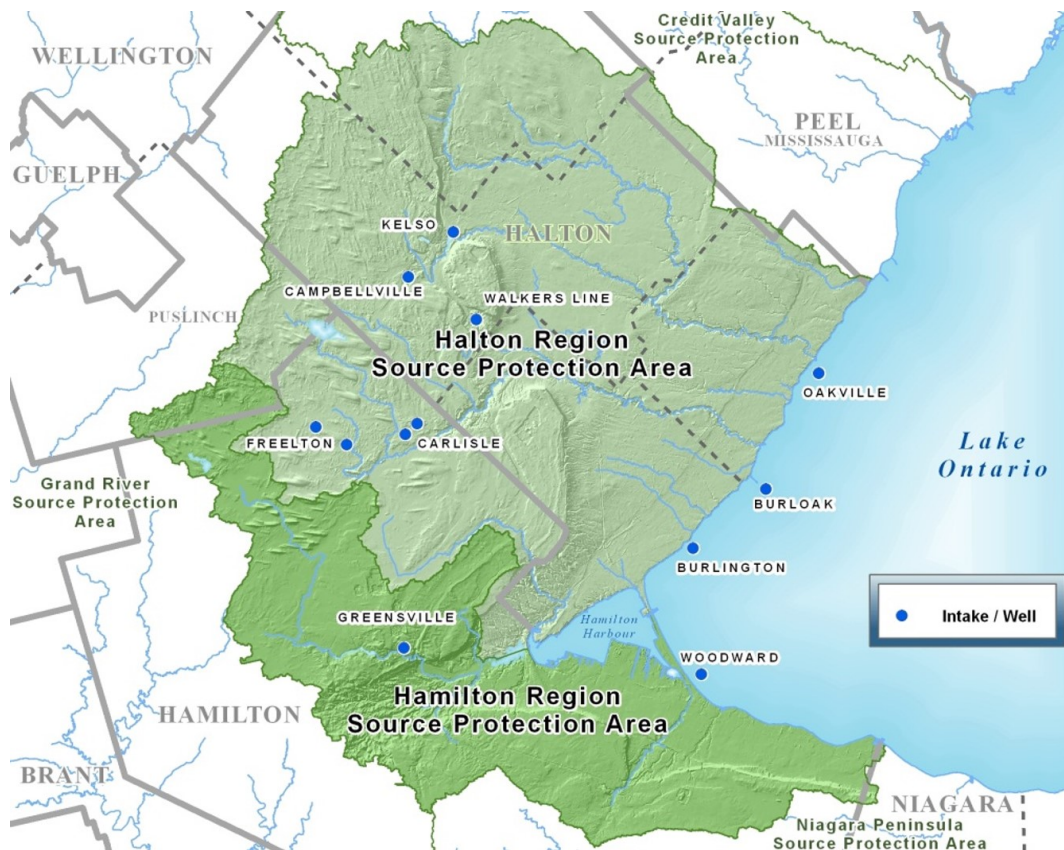 Credit Valley
Source Protection
Area
WELLINGTON
PEEL
MISSISSAUGA
GUELPH
KELSO
HALTON
CAMPBELLVILLE
WALKERS LINE
PUSLINCH
Halton Region
Source Protection Area
OAKVILLE
FREELTON
CARLISLE
Lake
Ontario
Grand River
Source Protection
Area
BURLOAK
BURLINGTON
Intake / Well
GREENSVILLE
Hamilton
Harbour
WOODWARD
Hamilton Region
Source Protection Area
HAMILTON
BRANT
NIAGARA
Niagara Peninsula
Source Protection Area